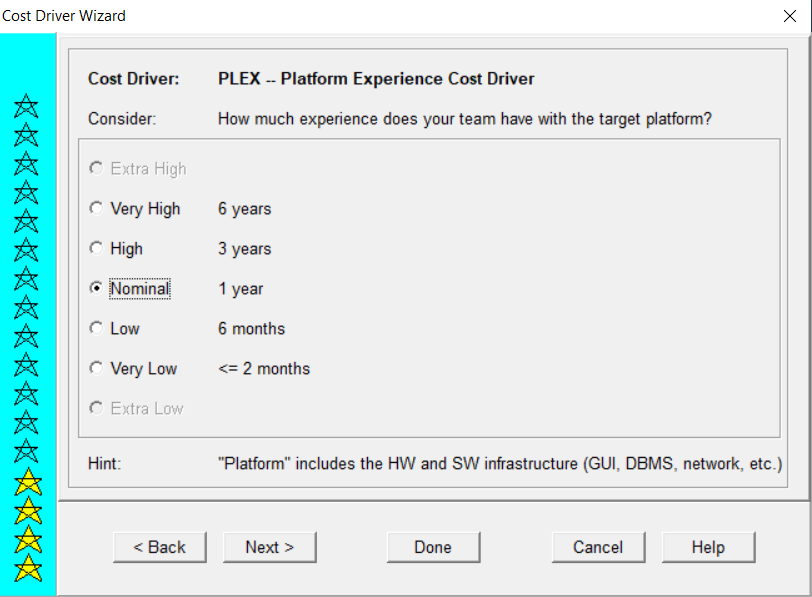 Cost Driver Wizard
Cost Driver: PLEX -- Platform Experience Cost Driver
Consider: How much experience does your team have with the target platform?
Extra High
Very High 6 years
High 3 years
Nominal 1 year
Low 6 months
Very Low <= 2 months
Extra Low
Hint: "Platform" includes the HW and SW infrastructure (GUI, DBMS, network, etc.)
< Back Next > Done Cancel Help